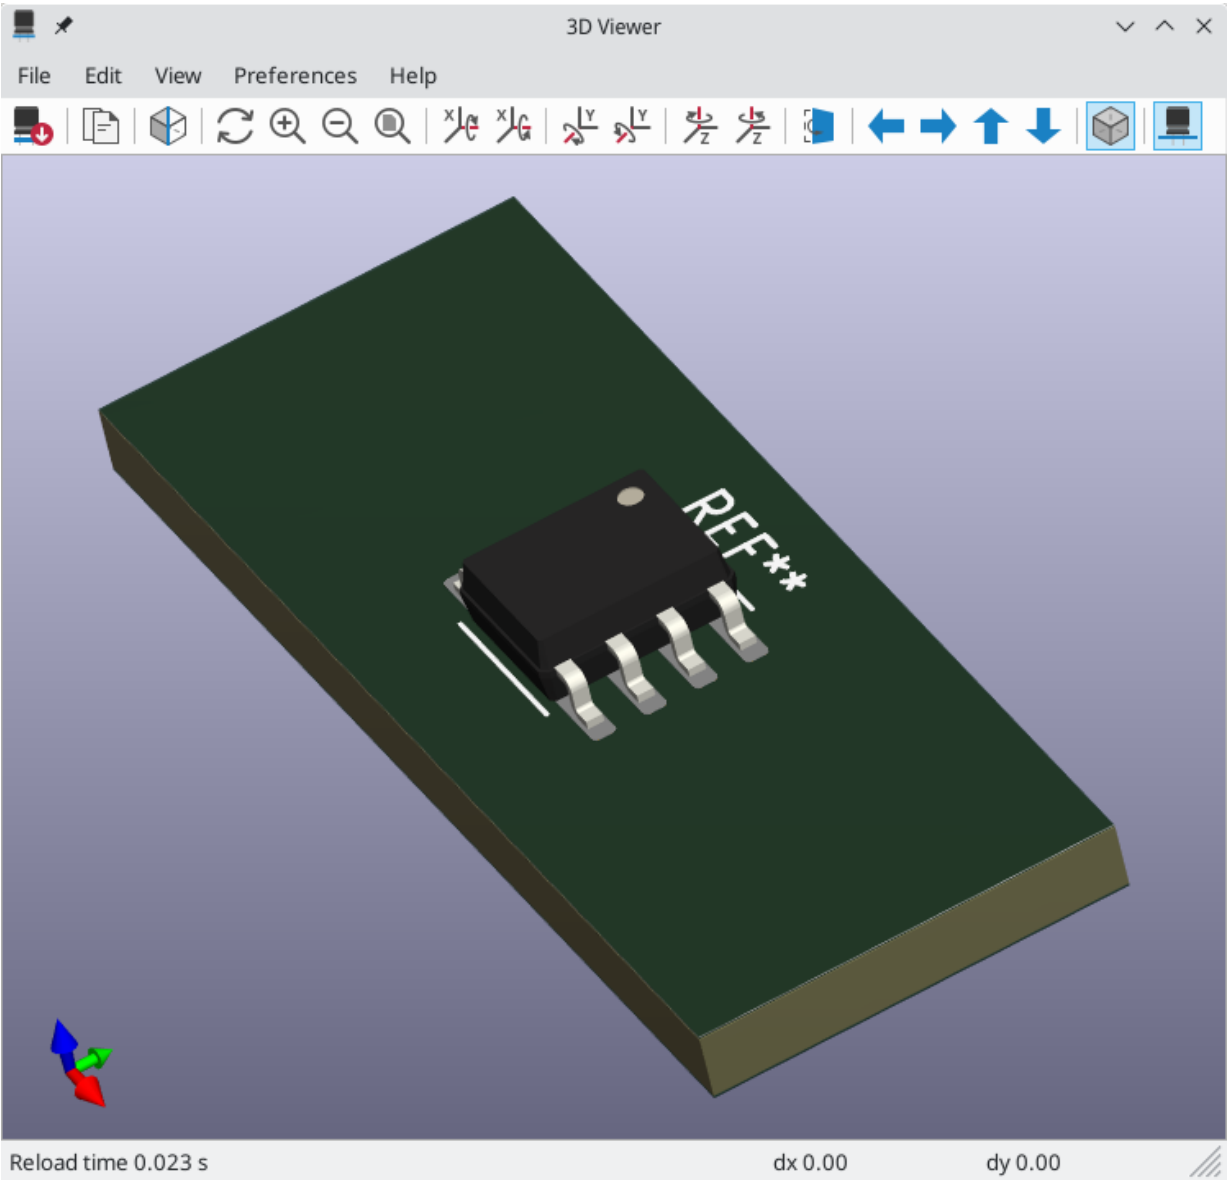 3D Viewer
File Edit View Preferences Help
X X Y Y Z Z
REF**
Reload time 0.023 s dx 0.00 dy 0.00